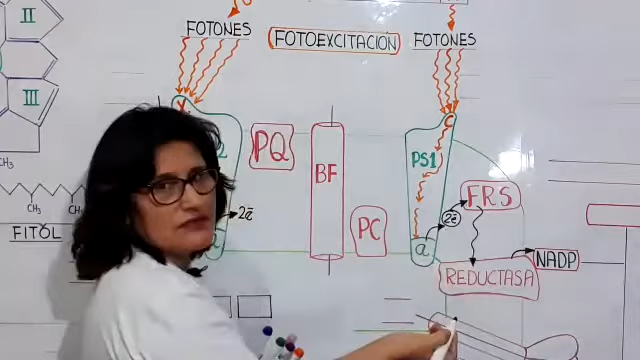 II
III
CH₃
CH₃
FITOL
FOTONES
FOTOEXCITACION
FOTONES
PQ
BF
PC
2ē
PS1
a
2ē
FRS
REDUCTASA
NADP